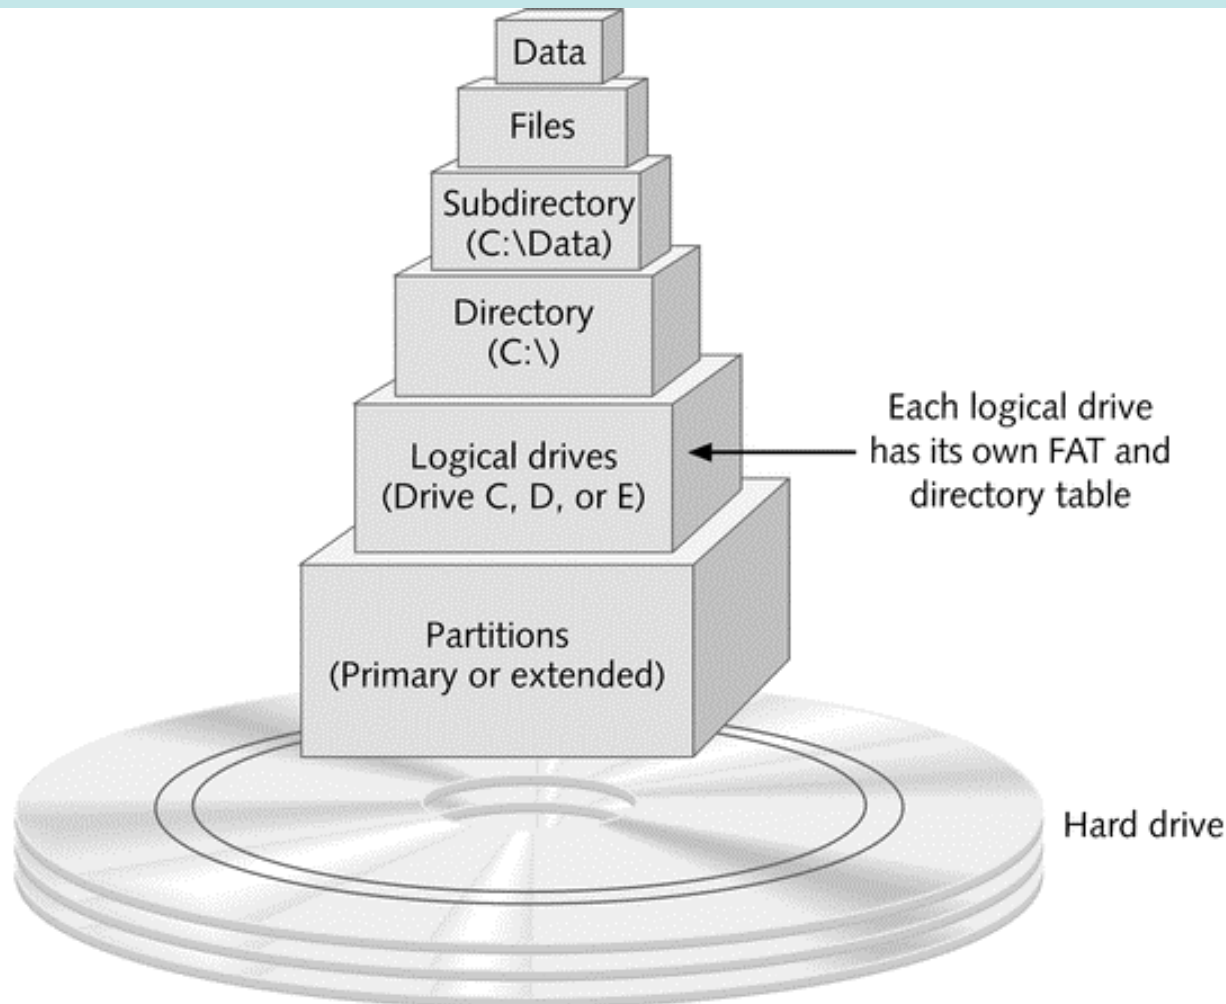 Data
Files
Subdirectory
(C:\Data)
Directory
(C:\)
Logical drives
(Drive C, D, or E)
Each logical drive
has its own FAT and
directory table
Partitions
(Primary or extended)
Hard drive